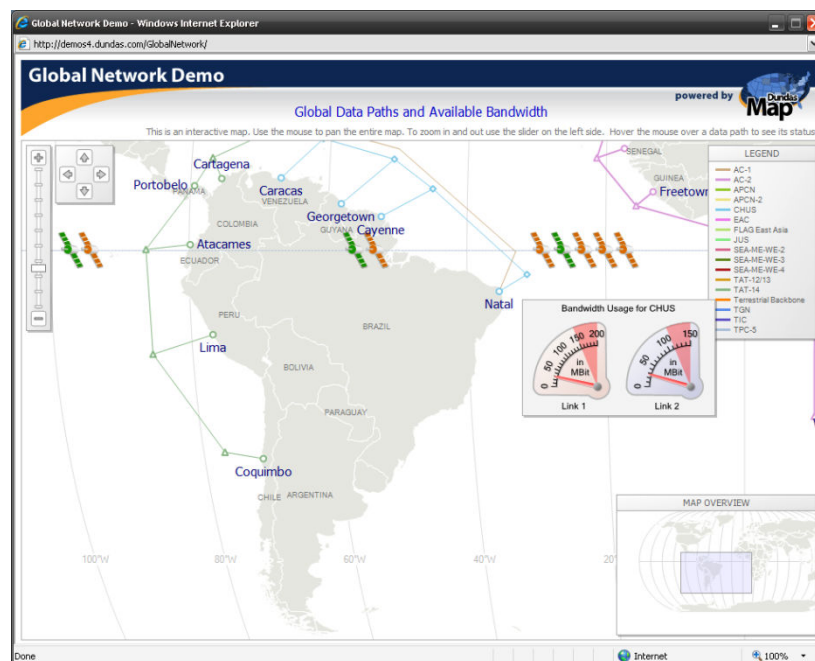 Global Network Demo - Windows Internet Explorer
http://demos4.dundas.com/GlobalNetwork/
Global Network Demo
powered by
Dundas
Map
Global Data Paths and Available Bandwidth
This is an interactive map. Use the mouse to pan the entire map. To zoom in and out use the slider on the left side. Hover the mouse over a data path to see its status
LEGEND
AC-1
AC-2
APCN
APCN-2
CHUS
EAC
FLAG East Asia
JUS
SEA-ME-WE-2
SEA-ME-WE-3
SEA-ME-WE-4
TAT-12/13
TAT-14
Terrestrial Backbone
TGN
TIC
TPC-5
SENEGAL
GUINEA
Freetown
Cartagena
Portobelo
PANAMA
Caracas
VENEZUELA
Georgetown
COLOMBIA
GUYANA
Cayenne
Atacames
ECUADOR
Natal
PERU
BRAZIL
Lima
BOLIVIA
PARAGUAY
Coquimbo
CHILE
ARGENTINA
Bandwidth Usage for CHUS
0 50 100 150 200
in
MBit
Link 1
0 50 100 150
in
MBit
Link 2
MAP OVERVIEW
100°W
80°W
60°W
40°W
20°
Done
Internet
100%